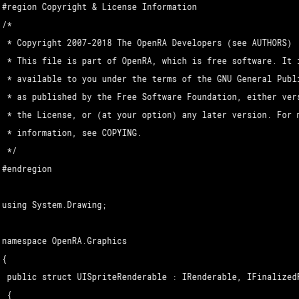 #region Copyright & License Information
/*
* Copyright 2007-2018 The OpenRA Developers (see AUTHORS)
* This file is part of OpenRA, which is free software. It
* available to you under the terms of the GNU General
* as published by the Free Software Foundation, either
* the License, or (at your option) any later version. For
* information, see COPYING.
*/
#endregion
using System.Drawing;
namespace OpenRA.Graphics
{
public struct UISpriteRenderable : IRenderable,
{